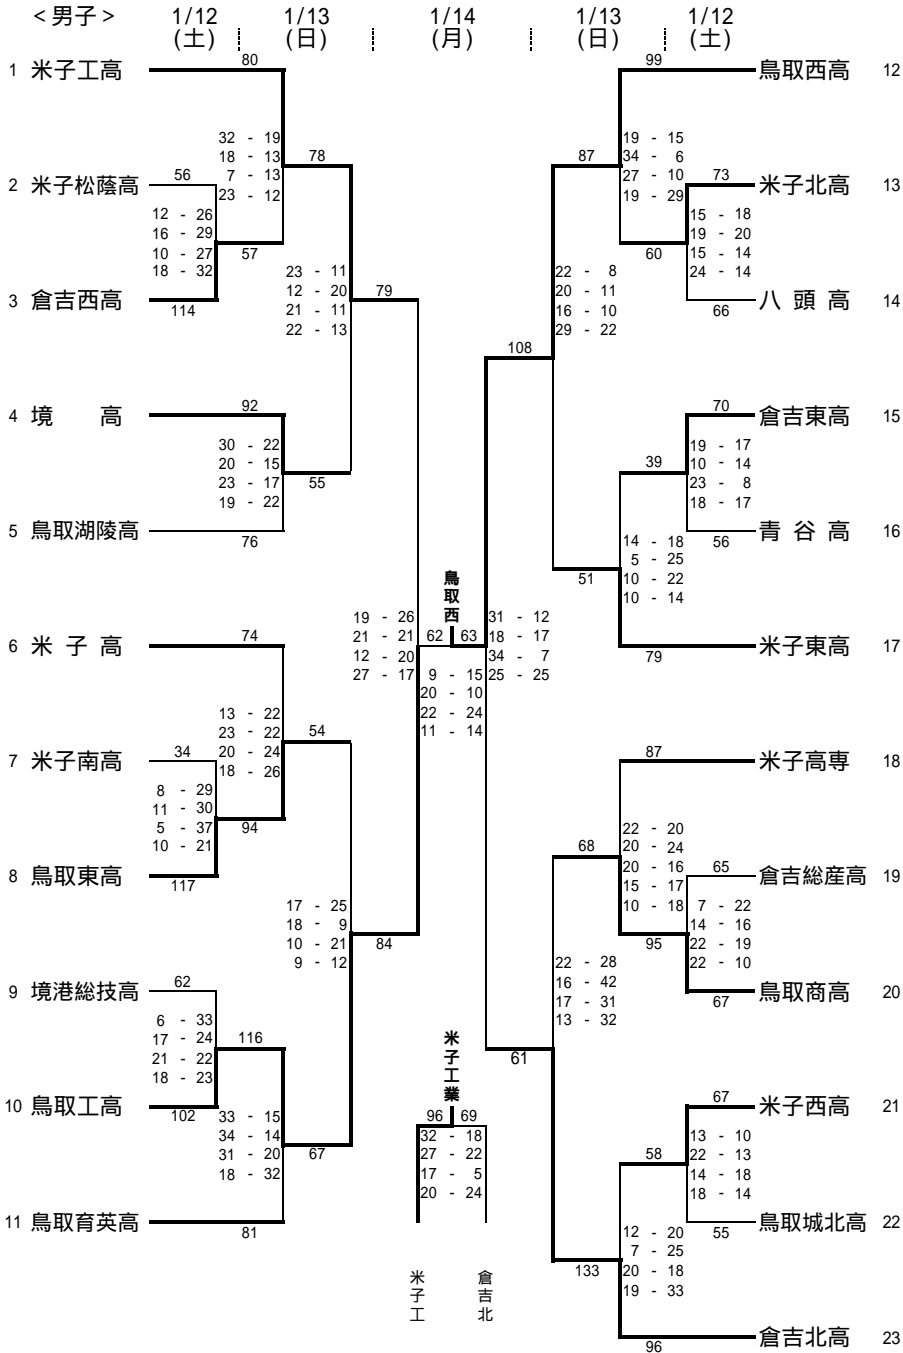 ＜男子＞
1/12
(土)
1/13
(日)
1/14
(月)
1/13
(日)
1/12
(土)
1 米子工高
80
99
鳥取西高 12
32 - 19
18 - 13
7 - 13
23 - 12
78
87
19 - 15
34 - 6
27 - 10
19 - 29
2 米子松蔭高
56
73
米子北高 13
12 - 26
16 - 29
10 - 27
18 - 32
57
60
15 - 18
19 - 20
15 - 14
24 - 14
3 倉吉西高
114
23 - 11
12 - 20
21 - 11
22 - 13
79
22 - 8
20 - 11
16 - 10
29 - 22
66
八頭高 14
108
4 境 高
92
70
倉吉東高 15
30 - 22
20 - 15
23 - 17
19 - 22
55
39
19 - 17
10 - 14
23 - 8
18 - 17
5 鳥取湖陵高
76
56
青谷高 16
51
14 - 18
5 - 25
10 - 22
10 - 14
鳥取西
19 - 26
21 - 21
12 - 20
27 - 17
62
63
31 - 12
18 - 17
34 - 7
25 - 25
9 - 15
20 - 10
22 - 24
11 - 14
6 米子高
74
79
米子東高 17
13 - 22
23 - 22
20 - 24
18 - 26
54
7 米子南高
34
87
米子高専 18
8 - 29
11 - 30
5 - 37
10 - 21
94
68
22 - 20
20 - 24
20 - 16
15 - 17
10 - 18
8 鳥取東高
117
65
倉吉総産高 19
17 - 25
18 - 9
10 - 21
9 - 12
84
95
7 - 22
14 - 16
22 - 19
22 - 10
22 - 28
16 - 42
17 - 31
13 - 32
9 境港総技高
62
67
鳥取商高 20
6 - 33
17 - 24
21 - 22
18 - 23
116
61
米子工業
96
69
32 - 18
27 - 22
17 - 5
20 - 24
10 鳥取工高
102
67
米子西高 21
33 - 15
34 - 14
31 - 20
18 - 32
67
58
13 - 10
22 - 13
14 - 18
18 - 14
11 鳥取育英高
81
55
鳥取城北高 22
12 - 20
7 - 25
20 - 18
19 - 33
133
米子工
倉吉北
96
倉吉北高 23